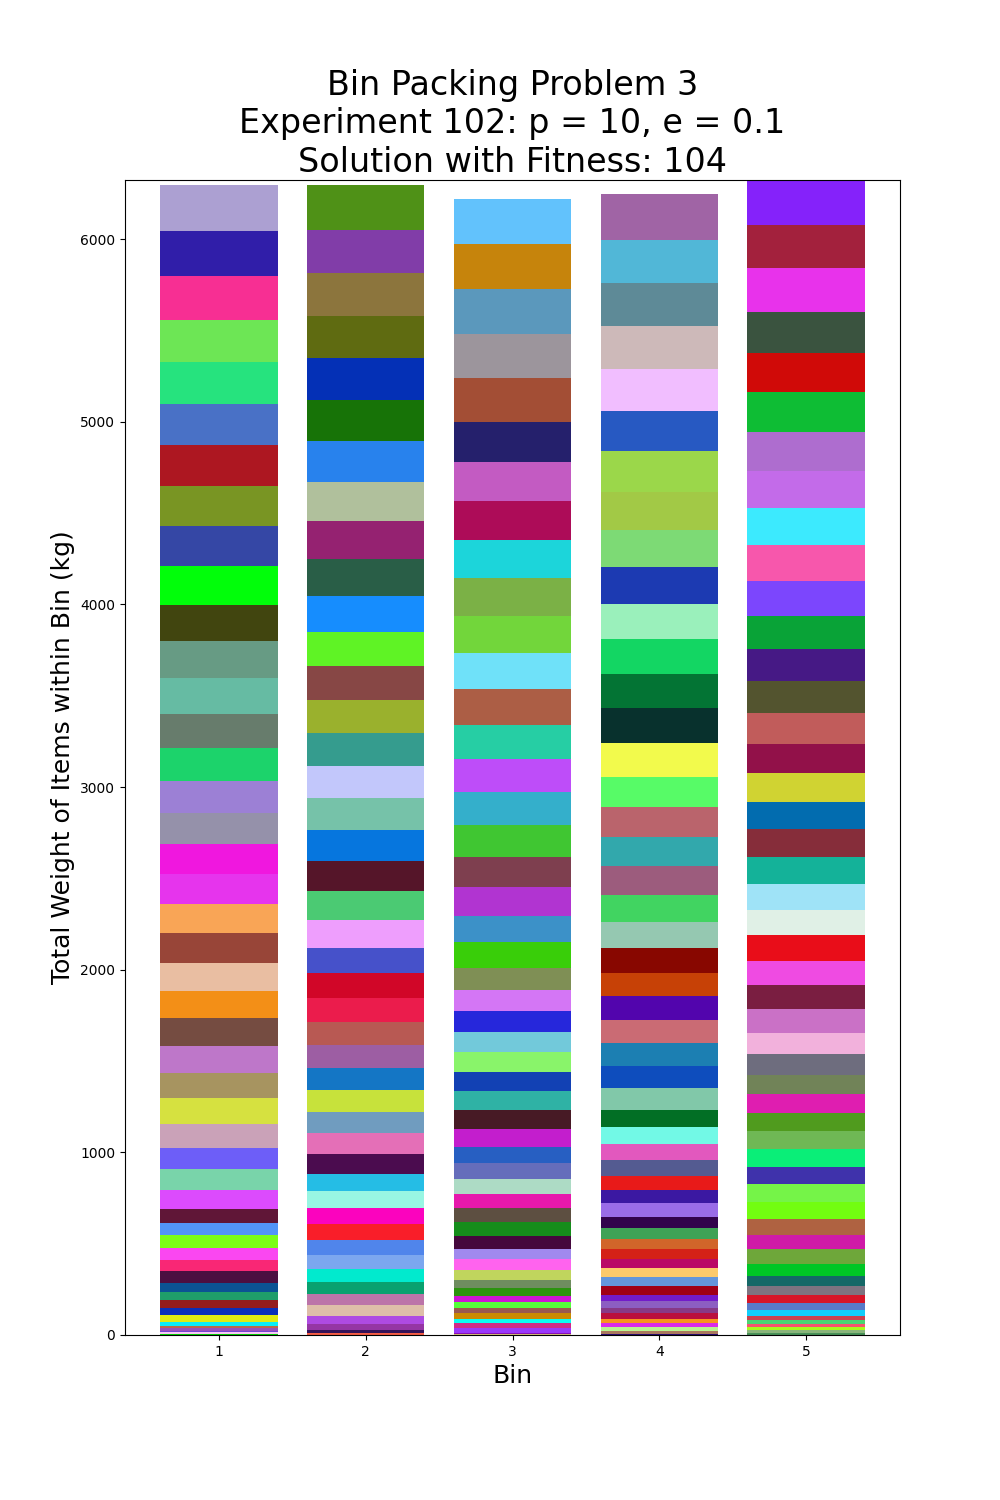 Bin Packing Problem 3
Experiment 102: p = 10, e = 0.1
Solution with Fitness: 104
Total Weight of Items within Bin (kg)
6000
5000
4000
3000
2000
1000
0
1 2 3 4 5
Bin